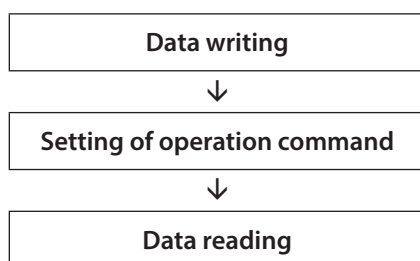 Data writing
Setting of operation command
Data reading